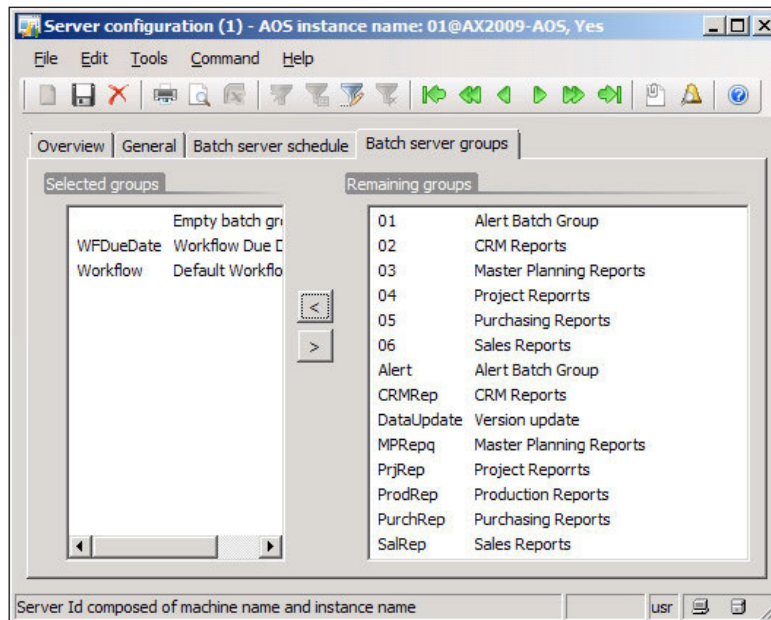 Server configuration (1) - AOS instance name: 01@AX2009-AOS, Yes
File Edit Tools Command Help
Overview General Batch server schedule Batch server groups
Selected groups
Empty batch gr
WFDueDate Workflow Due D
Workflow Default Workflo
<
>
Remaining groups
01 Alert Batch Group
02 CRM Reports
03 Master Planning Reports
04 Project Reporrts
05 Purchasing Reports
06 Sales Reports
Alert Alert Batch Group
CRMRep CRM Reports
DataUpdate Version update
MPRepq Master Planning Reports
PrjRep Project Reporrts
ProdRep Production Reports
PurchRep Purchasing Reports
SalRep Sales Reports
Server Id composed of machine name and instance name usr